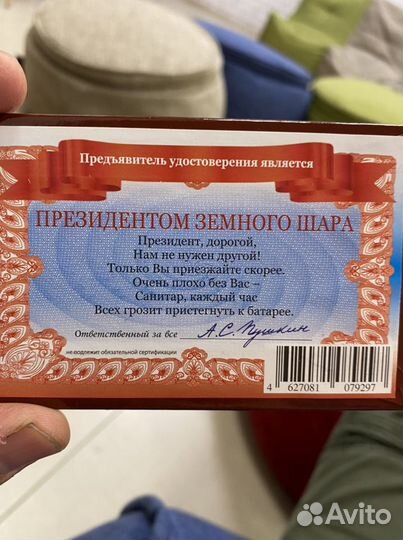 Предъявитель удостоверения является
ПРЕЗИДЕНТОМ ЗЕМНОГО ШАРА
Президент, дорогой,
Нам не нужен другой!
Только Вы приезжайте скорее.
Очень плохо без Вас –
Санитар, каждый час
Всех грозит пристегнуть к батарее.
Ответственный за все А.С.Пушкин
не подлежит обязательной сертификации
4 627081 079297
Avito